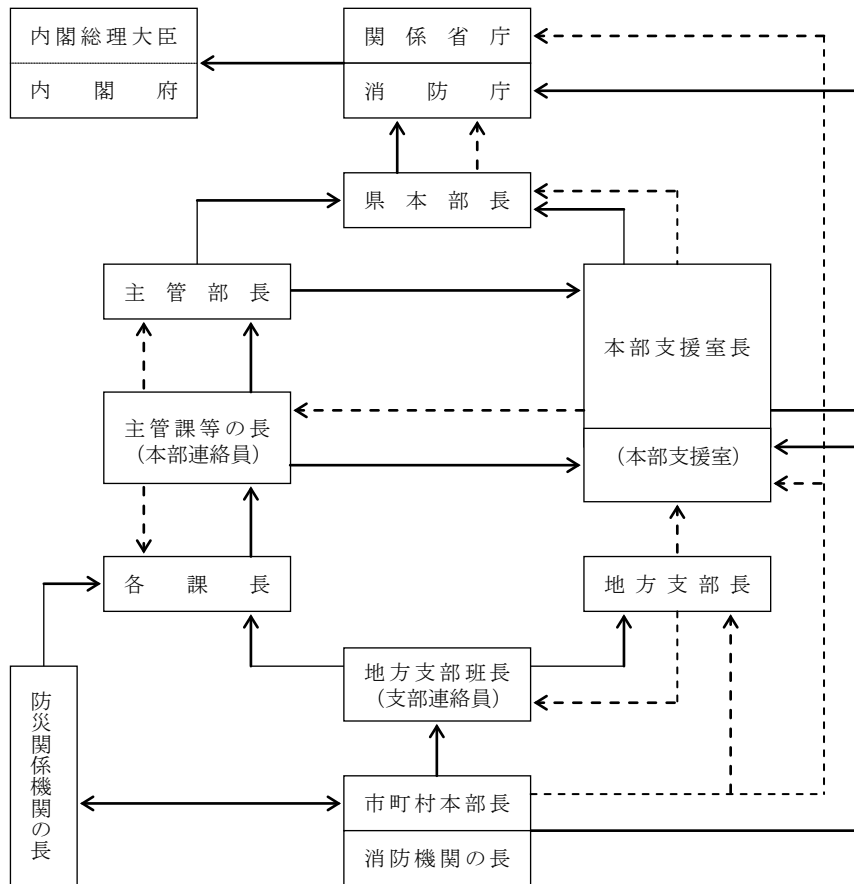 内閣総理大臣
内閣府
関係省庁
消防庁
県本部長
主管部長
本部支援室長
主管課等の長
（本部連絡員）
（本部支援室）
各課長
地方支部長
地方支部班長
（支部連絡員）
防災関係機関の長
市町村本部長
消防機関の長